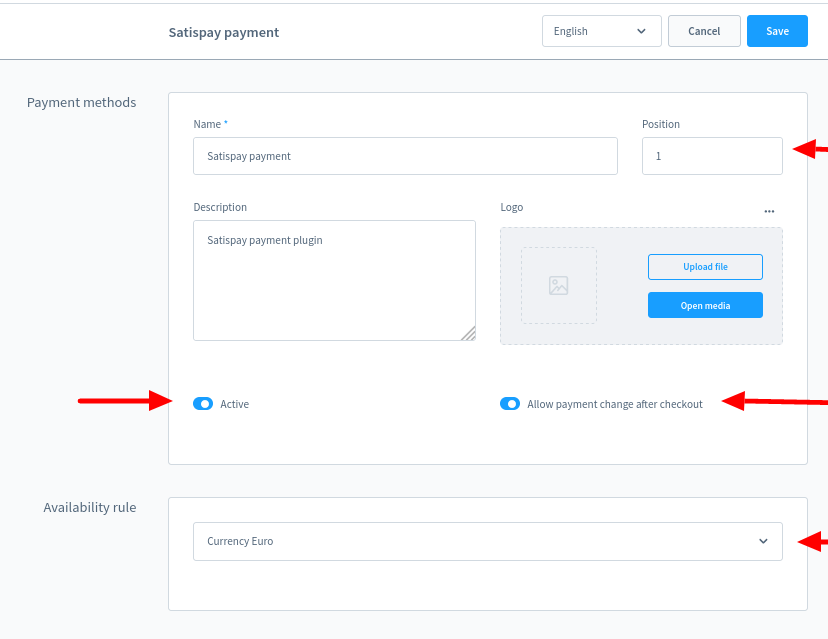 Satispay payment
English
Cancel
Save
Payment methods
Name *
Position
Satispay payment
1
Description
Logo
...
Satispay payment plugin
Upload file
Open media
Active
Allow payment change after checkout
Availability rule
Currency Euro